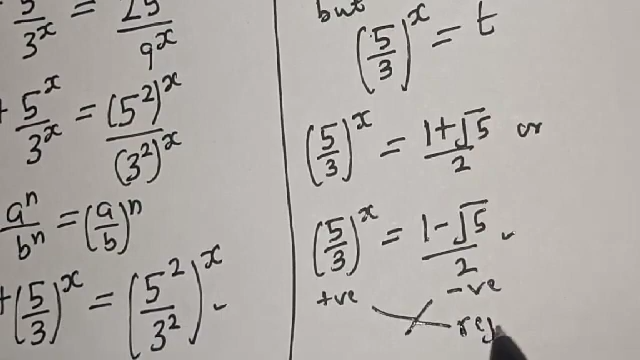 5/3^x = 25/9^x
+ 5^x/3^x = (5^2)^x/(3^2)^x
a^n/b^n = (a/b)^n
+ (5/3)^x = (5^2/3^2)^x
but
(5/3)^x = t
(5/3)^x = 1+√5/2 or
(5/3)^x = 1-√5/2
+ve -ve
rej